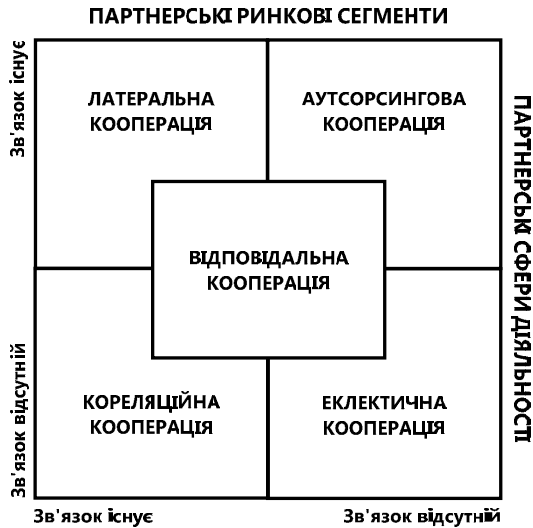 ПАРТНЕРСЬКІ РИНКОВІ СЕГМЕНТИ
Зв'язок існує
ЛАТЕРАЛЬНА
КООПЕРАЦІЯ
АУТСОРСИНГОВА
КООПЕРАЦІЯ
ПАРТНЕРСЬКІ СФЕРИ ДІЯЛЬНОСТІ
ВІДПОВІДАЛЬНА
КООПЕРАЦІЯ
Зв'язок відсутній
КОРЕЛЯЦІЙНА
КООПЕРАЦІЯ
ЕКЛЕКТИЧНА
КООПЕРАЦІЯ
Зв'язок існує
Зв'язок відсутній